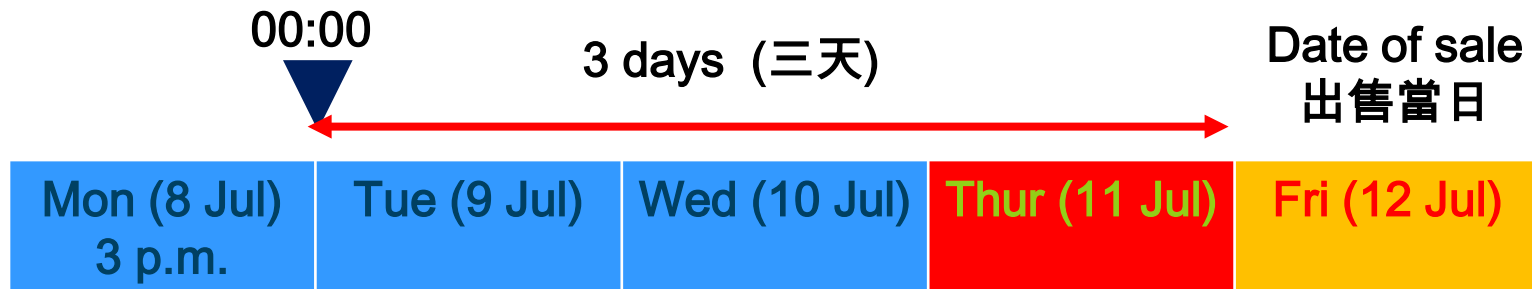 00:00
3 days (三天)
Date of sale
出售當日
Mon (8 Jul)
3 p.m.
Tue (9 Jul)
Wed (10 Jul)
Thur (11 Jul)
Fri (12 Jul)